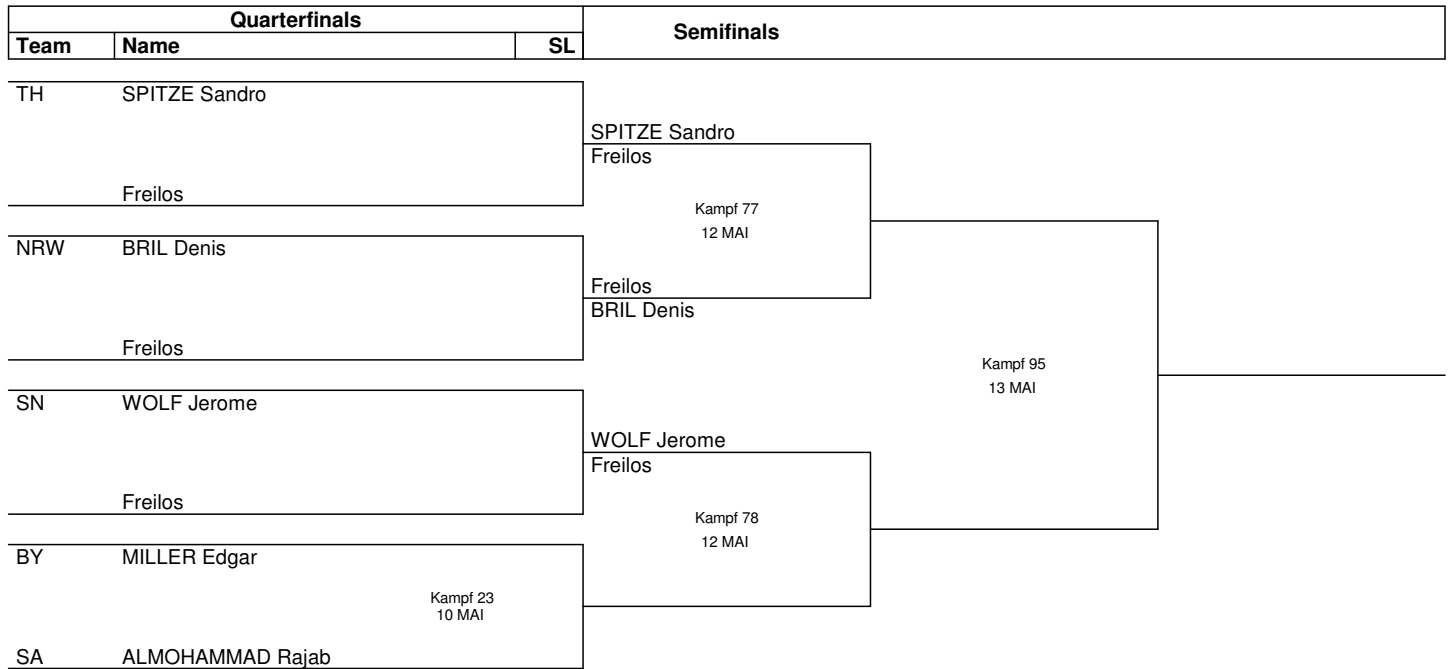 Quarterfinals
Semifinals
Team Name SL
TH SPITZE Sandro
SPITZE Sandro
Freilos
Freilos
Kampf 77
12 MAI
NRW BRIL Denis
Freilos
BRIL Denis
Freilos
Kampf 95
13 MAI
SN WOLF Jerome
WOLF Jerome
Freilos
Freilos
Kampf 78
12 MAI
BY MILLER Edgar
Kampf 23
10 MAI
SA ALMOHAMMAD Rajab